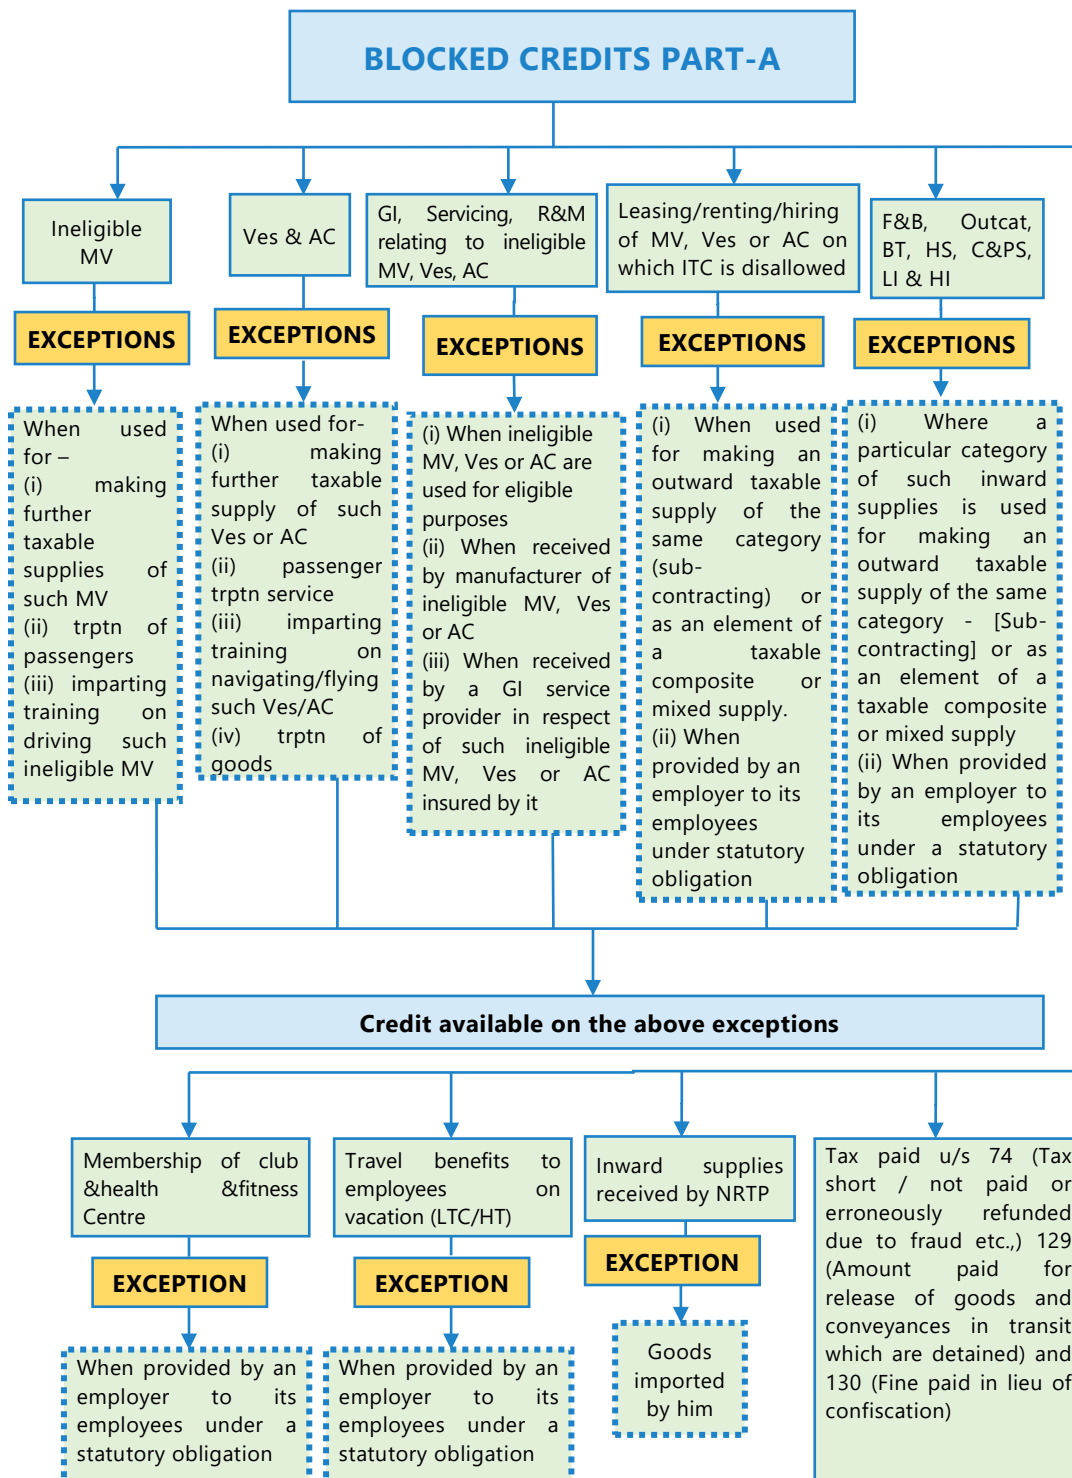 BLOCKED CREDITS PART-A
Ineligible
MV
EXCEPTIONS
When used
for –
(i) making
further
taxable
supplies of
such MV
(ii) trptn of
passengers
(iii) imparting
training on
driving such
ineligible MV
Ves & AC
EXCEPTIONS
When used for-
(i) making
further taxable
supply of such
Ves or AC
(ii) passenger
trptn service
(iii) imparting
training on
navigating/flying
such Ves/AC
(iv) trptn of
goods
GI, Servicing, R&M
relating to ineligible
MV, Ves, AC
EXCEPTIONS
(i) When ineligible
MV, Ves or AC are
used for eligible
purposes
(ii) When received
by manufacturer of
ineligible MV, Ves
or AC
(iii) When received
by a GI service
provider in respect
of such ineligible
MV, Ves or AC
insured by it
Leasing/renting/hiring
of MV, Ves or AC on
which ITC is disallowed
EXCEPTIONS
(i) When used
for making an
outward taxable
supply of the
same category
(sub-
contracting) or
as an element of
a taxable
composite or
mixed supply.
(ii) When
provided by an
employer to its
employees
under statutory
obligation
F&B, Outcat,
BT, HS, C&PS,
LI & HI
EXCEPTIONS
(i) Where a
particular category
of such inward
supplies is used
for making an
outward taxable
supply of the same
category - [Sub-
contracting] or as
an element of a
taxable composite
or mixed supply
(ii) When provided
by an employer to
its employees
under a statutory
obligation
Credit available on the above exceptions
Membership of club
&health &fitness
Centre
EXCEPTION
When provided by an
employer to its
employees under a
statutory obligation
Travel benefits to
employees on
vacation (LTC/HT)
EXCEPTION
When provided by an
employer to its
employees under a
statutory obligation
Inward supplies
received by NRTP
EXCEPTION
Goods
imported
by him
Tax paid u/s 74 (Tax
short / not paid or
erroneously refunded
due to fraud etc.,) 129
(Amount paid for
release of goods and
conveyances in transit
which are detained) and
130 (Fine paid in lieu of
confiscation)